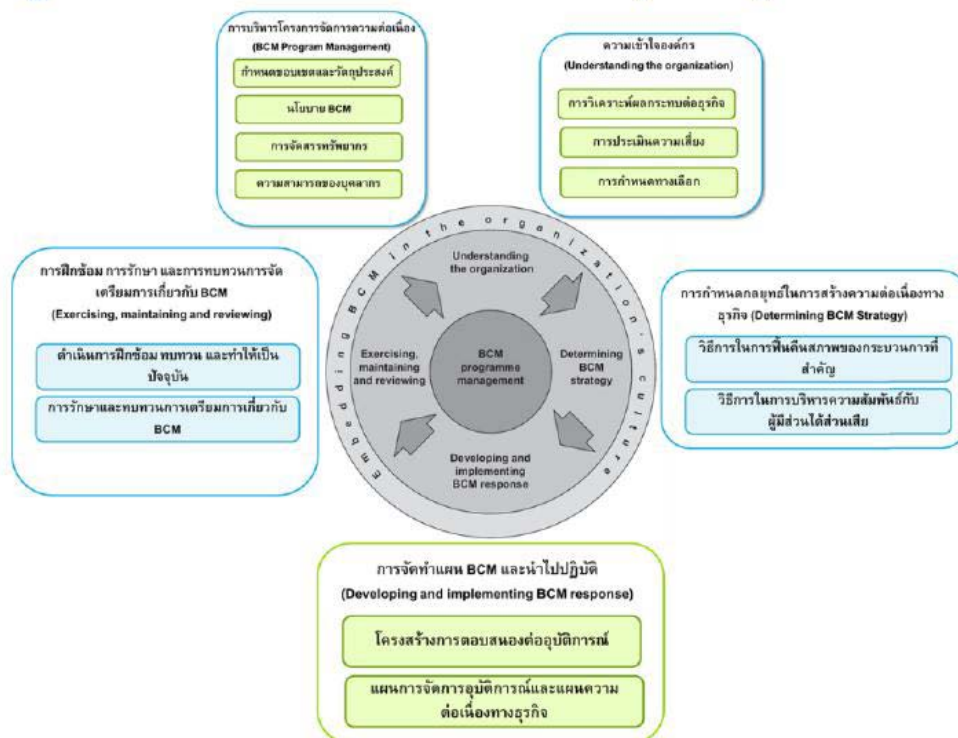 การบริหารโครงการจัดการความต่อเนื่อง
(BCM Program Management)
กำหนดขอบเขตและวัตถุประสงค์
นโยบาย BCM
การจัดสรรทรัพยากร
ความสามารถของบุคลากร
ความเข้าใจองค์กร
(Understanding the organization)
การวิเคราะห์ผลกระทบต่อธุรกิจ
การประเมินความเสี่ยง
การกำหนดทางเลือก
การฝึกซ้อม การรักษา และการทบทวนการจัด
เตรียมการเกี่ยวกับ BCM
(Exercising, maintaining and reviewing)
ดำเนินการฝึกซ้อม ทบทวน และทำให้เป็น
ปัจจุบัน
การรักษาและทบทวนการเตรียมการเกี่ยวกับ
BCM
Embedding BCM in the organization's culture
Understanding
the organization
Exercising,
maintaining
and reviewing
BCM
programme
management
Determining
BCM
strategy
Developing and
implementing
BCM response
การกำหนดกลยุทธ์ในการสร้างความต่อเนื่องทาง
ธุรกิจ (Determining BCM Strategy)
วิธีการในการฟื้นคืนสภาพของกระบวนการที่
สำคัญ
วิธีการในการบริหารความสัมพันธ์กับ
ผู้มีส่วนได้ส่วนเสีย
การจัดทำแผน BCM และนำไปปฏิบัติ
(Developing and implementing BCM response)
โครงสร้างการตอบสนองต่ออุบัติการณ์
แผนการจัดการอุบัติการณ์และแผนความ
ต่อเนื่องทางธุรกิจ